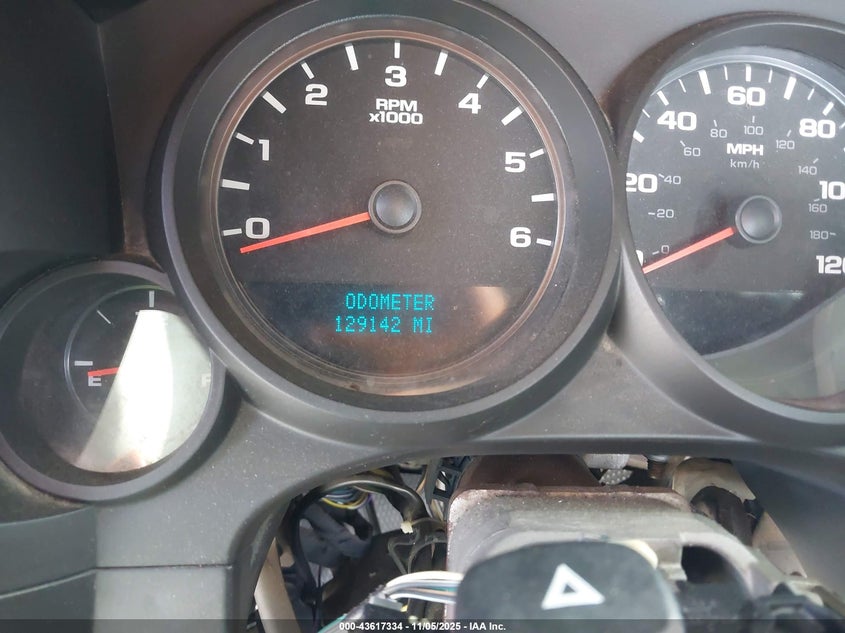 0 1 2 3 4 5 6
RPM
x1000
ODOMETER
129142 MI
E
20 40 60 80 120
0 20 40 60 80 100 120 140 160 180
MPH
km/h
000-43617334 - 11/05/2025 - IAA Inc.